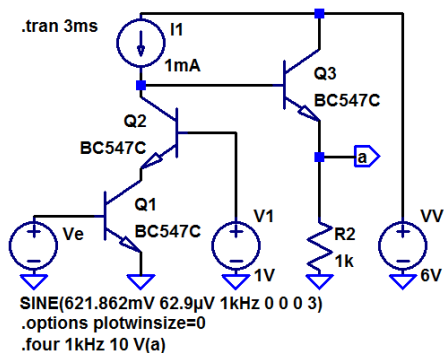 .tran 3ms
I1
1mA
Q3
BC547C
Q2
BC547C
a
Q1
BC547C
Ve
V1
1V
R2
1k
VV
6V
SINE(621.862mV 62.9µV 1kHz 0 0 0 3)
.options plotwinsize=0
.four 1kHz 10 V(a)